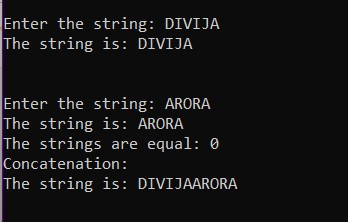 Enter the string: DIVIJA
The string is: DIVIJA
Enter the string: ARORA
The string is: ARORA
The strings are equal: 0
Concatenation:
The string is: DIVIJAARORA